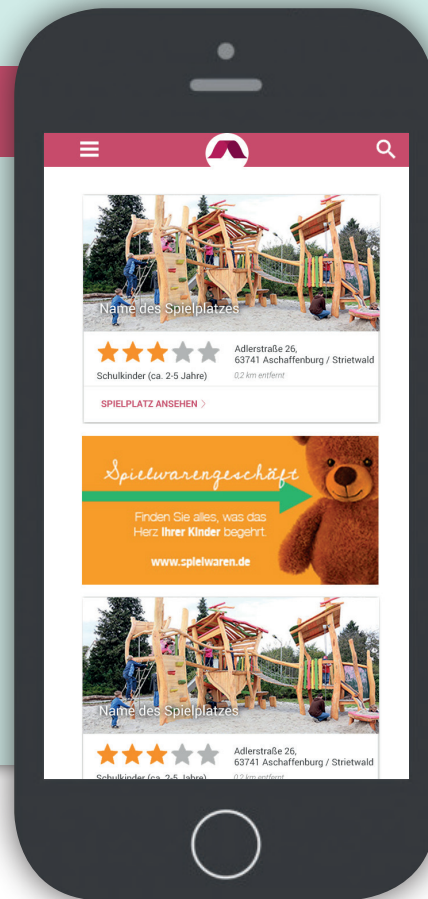 Name des Spielplatzes
Adlerstraße 26,
63741 Aschaffenburg / Strietwald
Schulkinder (ca. 2-5 Jahre)
0,2 km entfernt
SPIELPLATZ ANSEHEN >
Spielwarengeschäft
Finden Sie alles, was das
Herz Ihrer Kinder begehrt.
www.spielwaren.de
Name des Spielplatzes
Adlerstraße 26,
63741 Aschaffenburg / Strietwald
Schulkinder (ca. 2-5 Jahre)
0,2 km entfernt